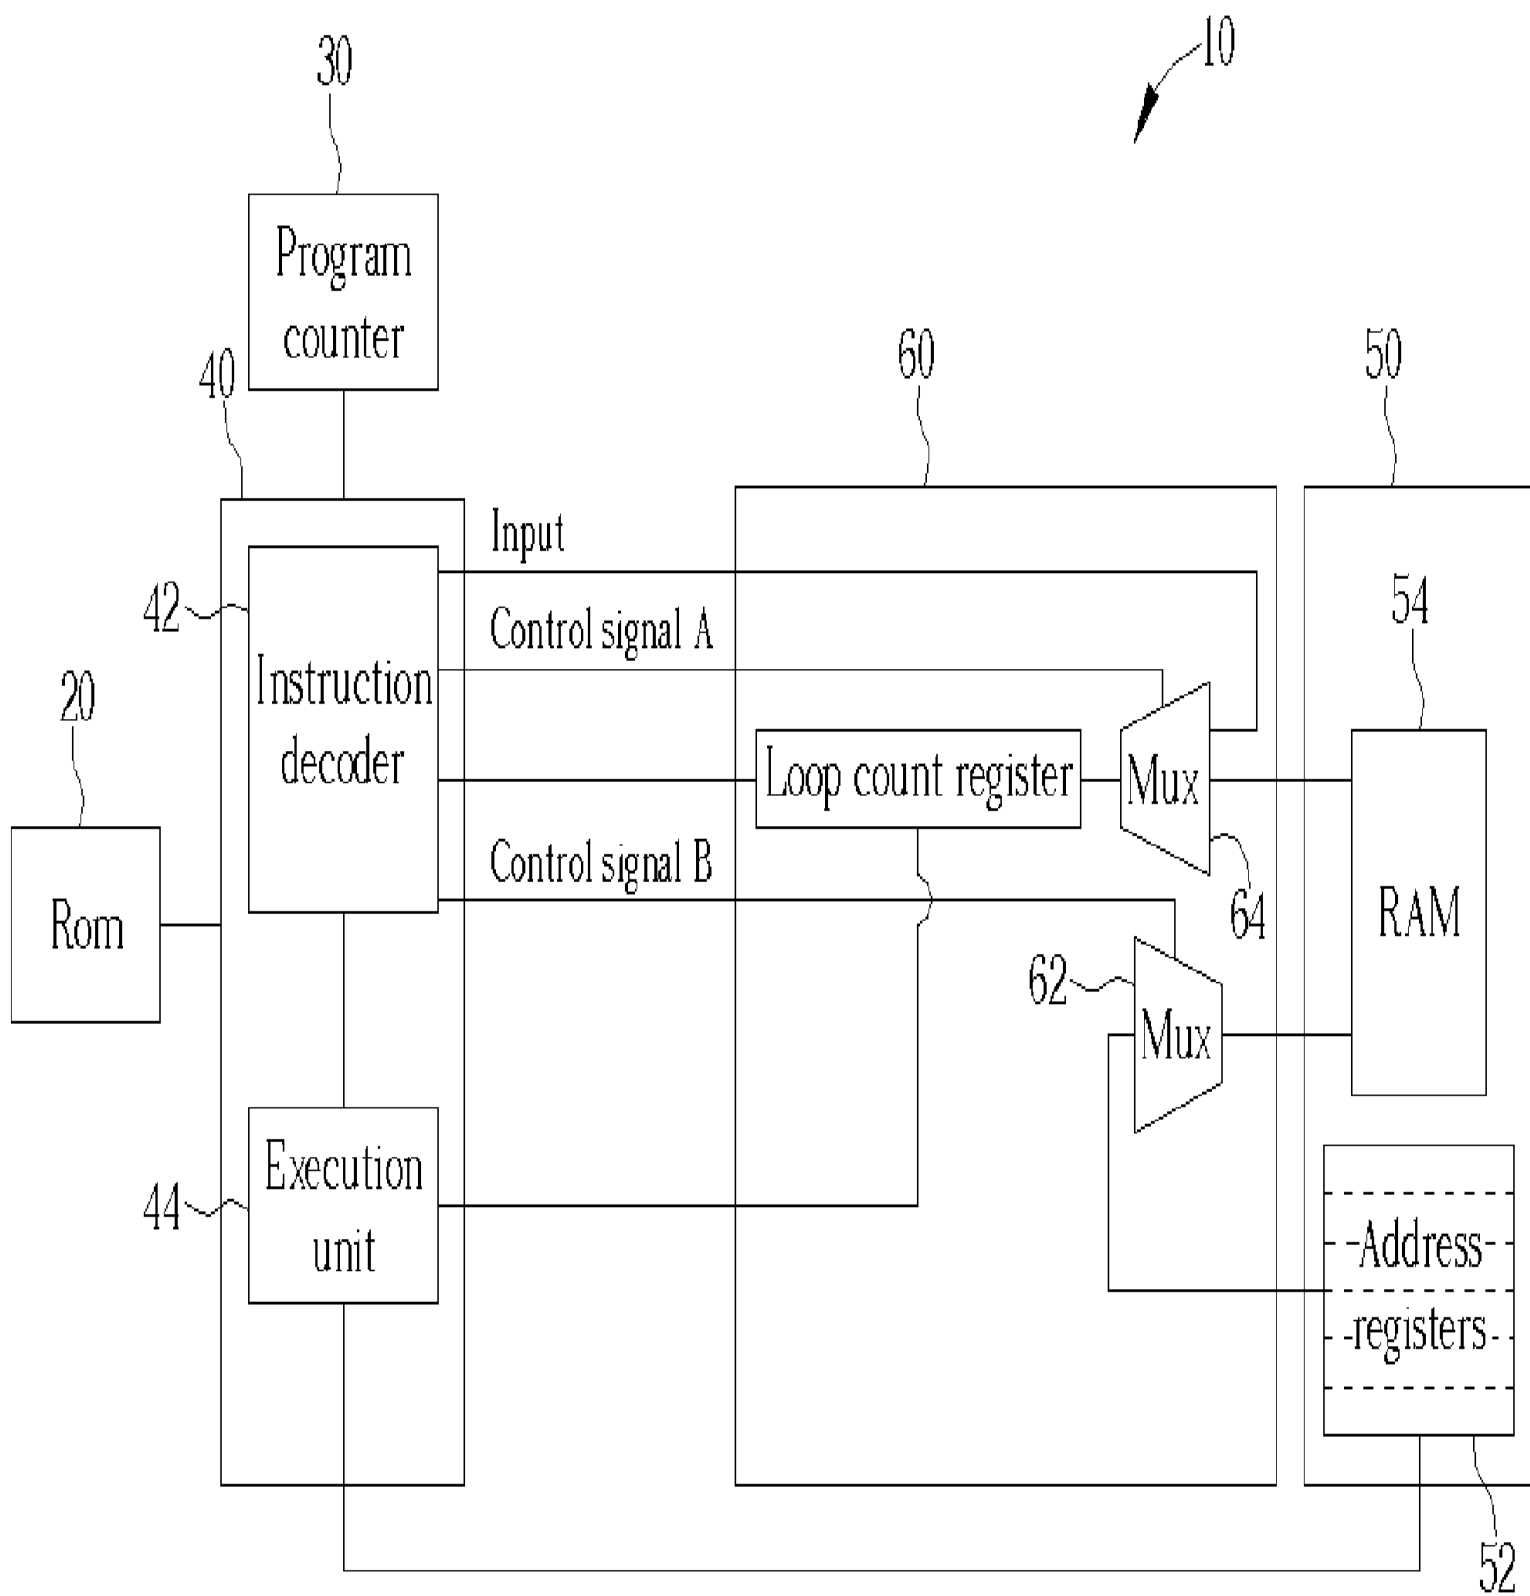 10
30
Program
counter
40
60
50
Input
42
Control signal A
54
Instruction
decoder
20
Loop count register
Mux
Control signal B
64
Rom
RAM
62
Mux
Execution
unit
44
Address
registers
52